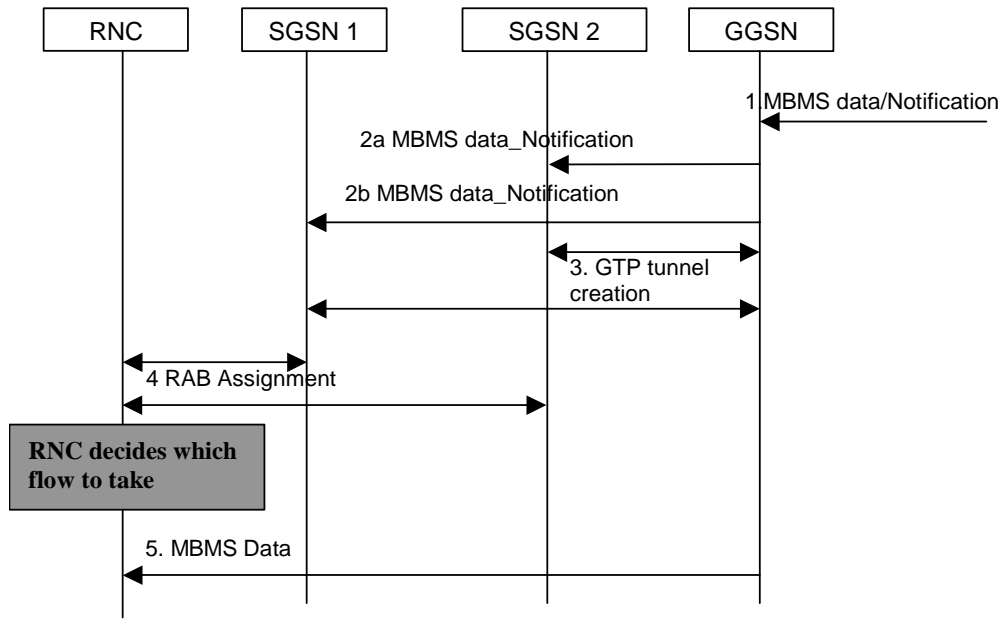 RNC
SGSN 1
SGSN 2
GGSN
1.MBMS data/Notification
2a MBMS data_Notification
2b MBMS data_Notification
3. GTP tunnel
creation
4 RAB Assignment
RNC decides which
flow to take
5. MBMS Data